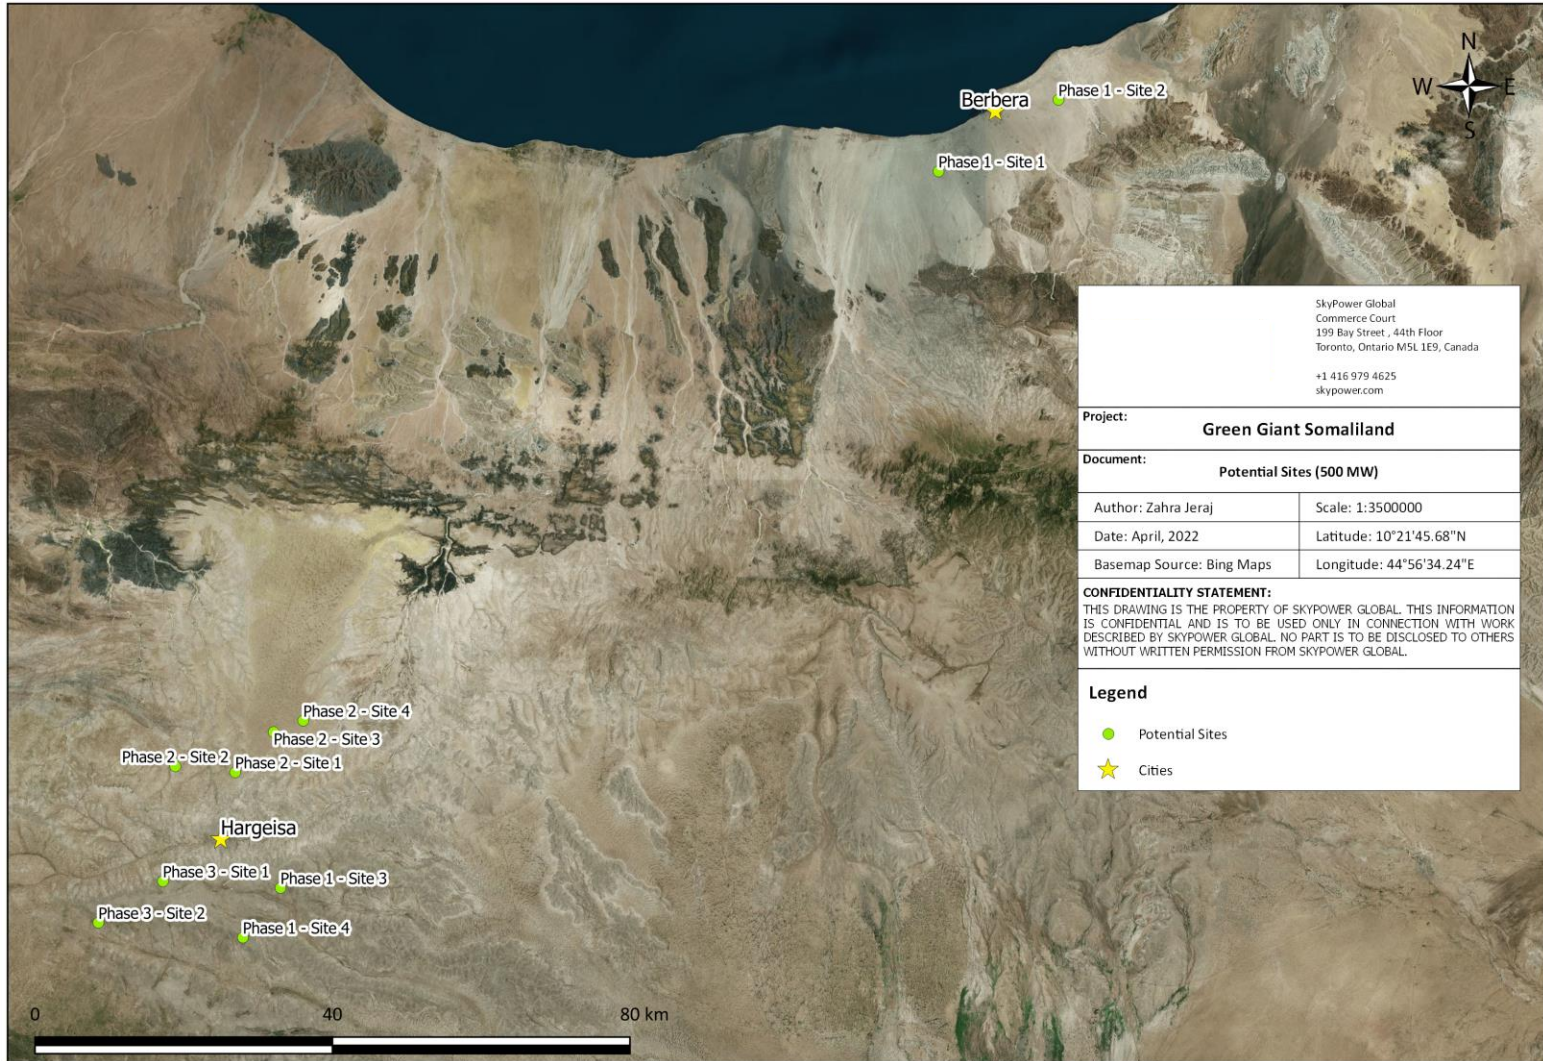 N
W E
S
Berbera
Phase 1 - Site 2
Phase 1 - Site 1
SkyPower Global
Commerce Court
199 Bay Street , 44th Floor
Toronto, Ontario M5L 1E9, Canada
+1 416 979 4625
skypower.com
Project:
Green Giant Somaliland
Document:
Potential Sites (500 MW)
Author: Zahra Jeraj
Scale: 1:3500000
Date: April, 2022
Latitude: 10°21'45.68"N
Basemap Source: Bing Maps
Longitude: 44°56'34.24"E
CONFIDENTIALITY STATEMENT:
THIS DRAWING IS THE PROPERTY OF SKYPOWER GLOBAL. THIS INFORMATION
IS CONFIDENTIAL AND IS TO BE USED ONLY IN CONNECTION WITH WORK
DESCRIBED BY SKYPOWER GLOBAL. NO PART IS TO BE DISCLOSED TO OTHERS
WITHOUT WRITTEN PERMISSION FROM SKYPOWER GLOBAL.
Legend
Potential Sites
Cities
Phase 2 - Site 4
Phase 2 - Site 3
Phase 2 - Site 2
Phase 2 - Site 1
Hargeisa
Phase 3 - Site 1
Phase 1 - Site 3
Phase 3 - Site 2
Phase 1 - Site 4
0 40 80 km